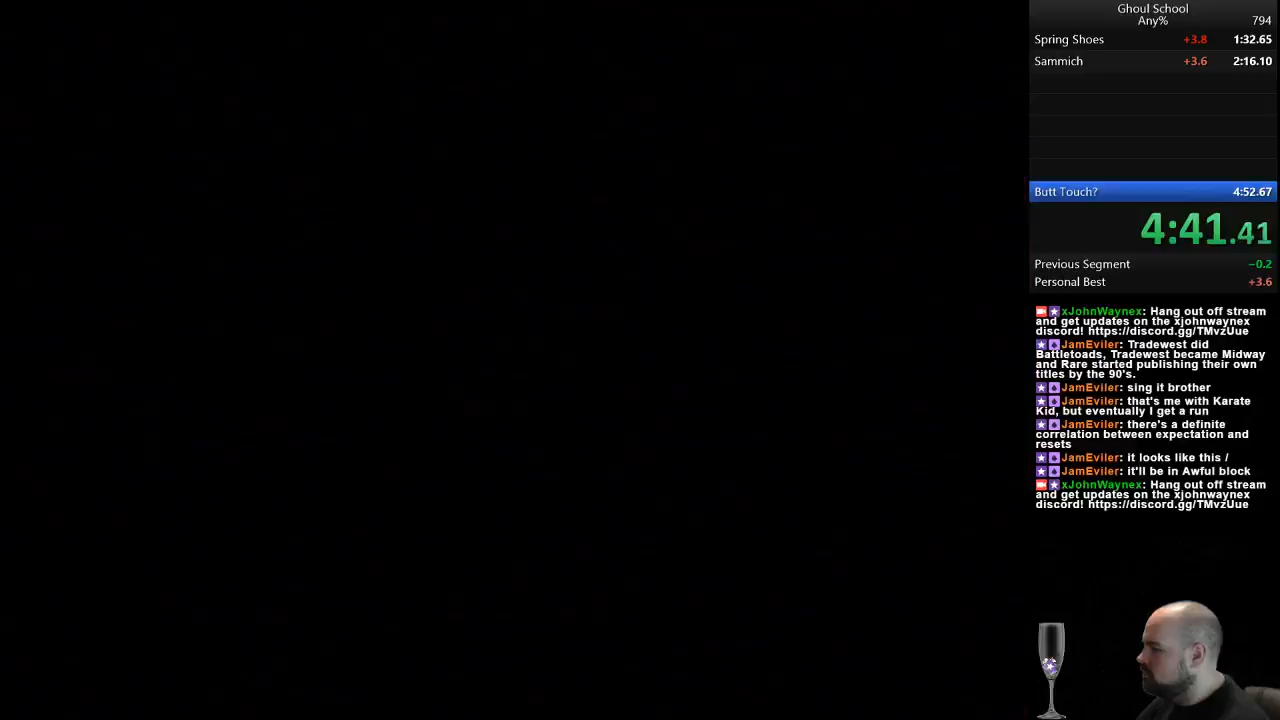 Ghoul School
Any% 794
Spring Shoes +3.8 1:32.65
Sammich +3.6 2:16.10
Butt Touch? 4:52.67
4:41.41
Previous Segment −0.2
Personal Best +3.6
xJohnWaynex: Hang out off stream
and get updates on the xjohnwaynex
discord! https://discord.gg/TMvzUue
JamEviler: Tradewest did
Battletoads, Tradewest became Midway
and Rare started publishing their own
titles by the 90's.
JamEviler: sing it brother
JamEviler: that's me with Karate
Kid, but eventually I get a run
JamEviler: there's a definite
correlation between expectation and
resets
JamEviler: it looks like this /
JamEviler: it'll be in Awful block
xJohnWaynex: Hang out off stream
and get updates on the xjohnwaynex
discord! https://discord.gg/TMvzUue